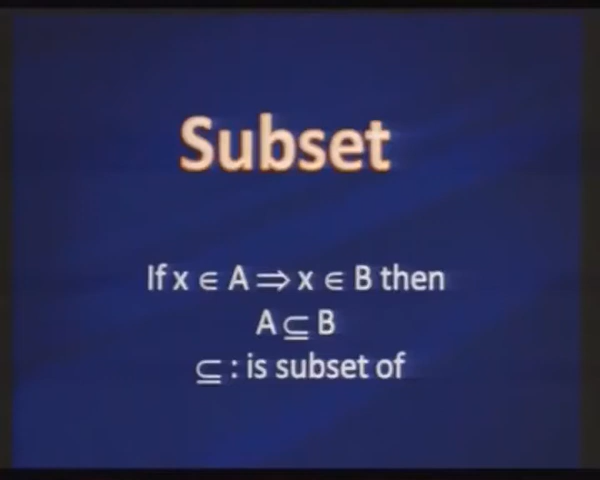 Subset
If x ∈ A ⇒ x ∈ B then
A ⊆ B
⊆ : is subset of